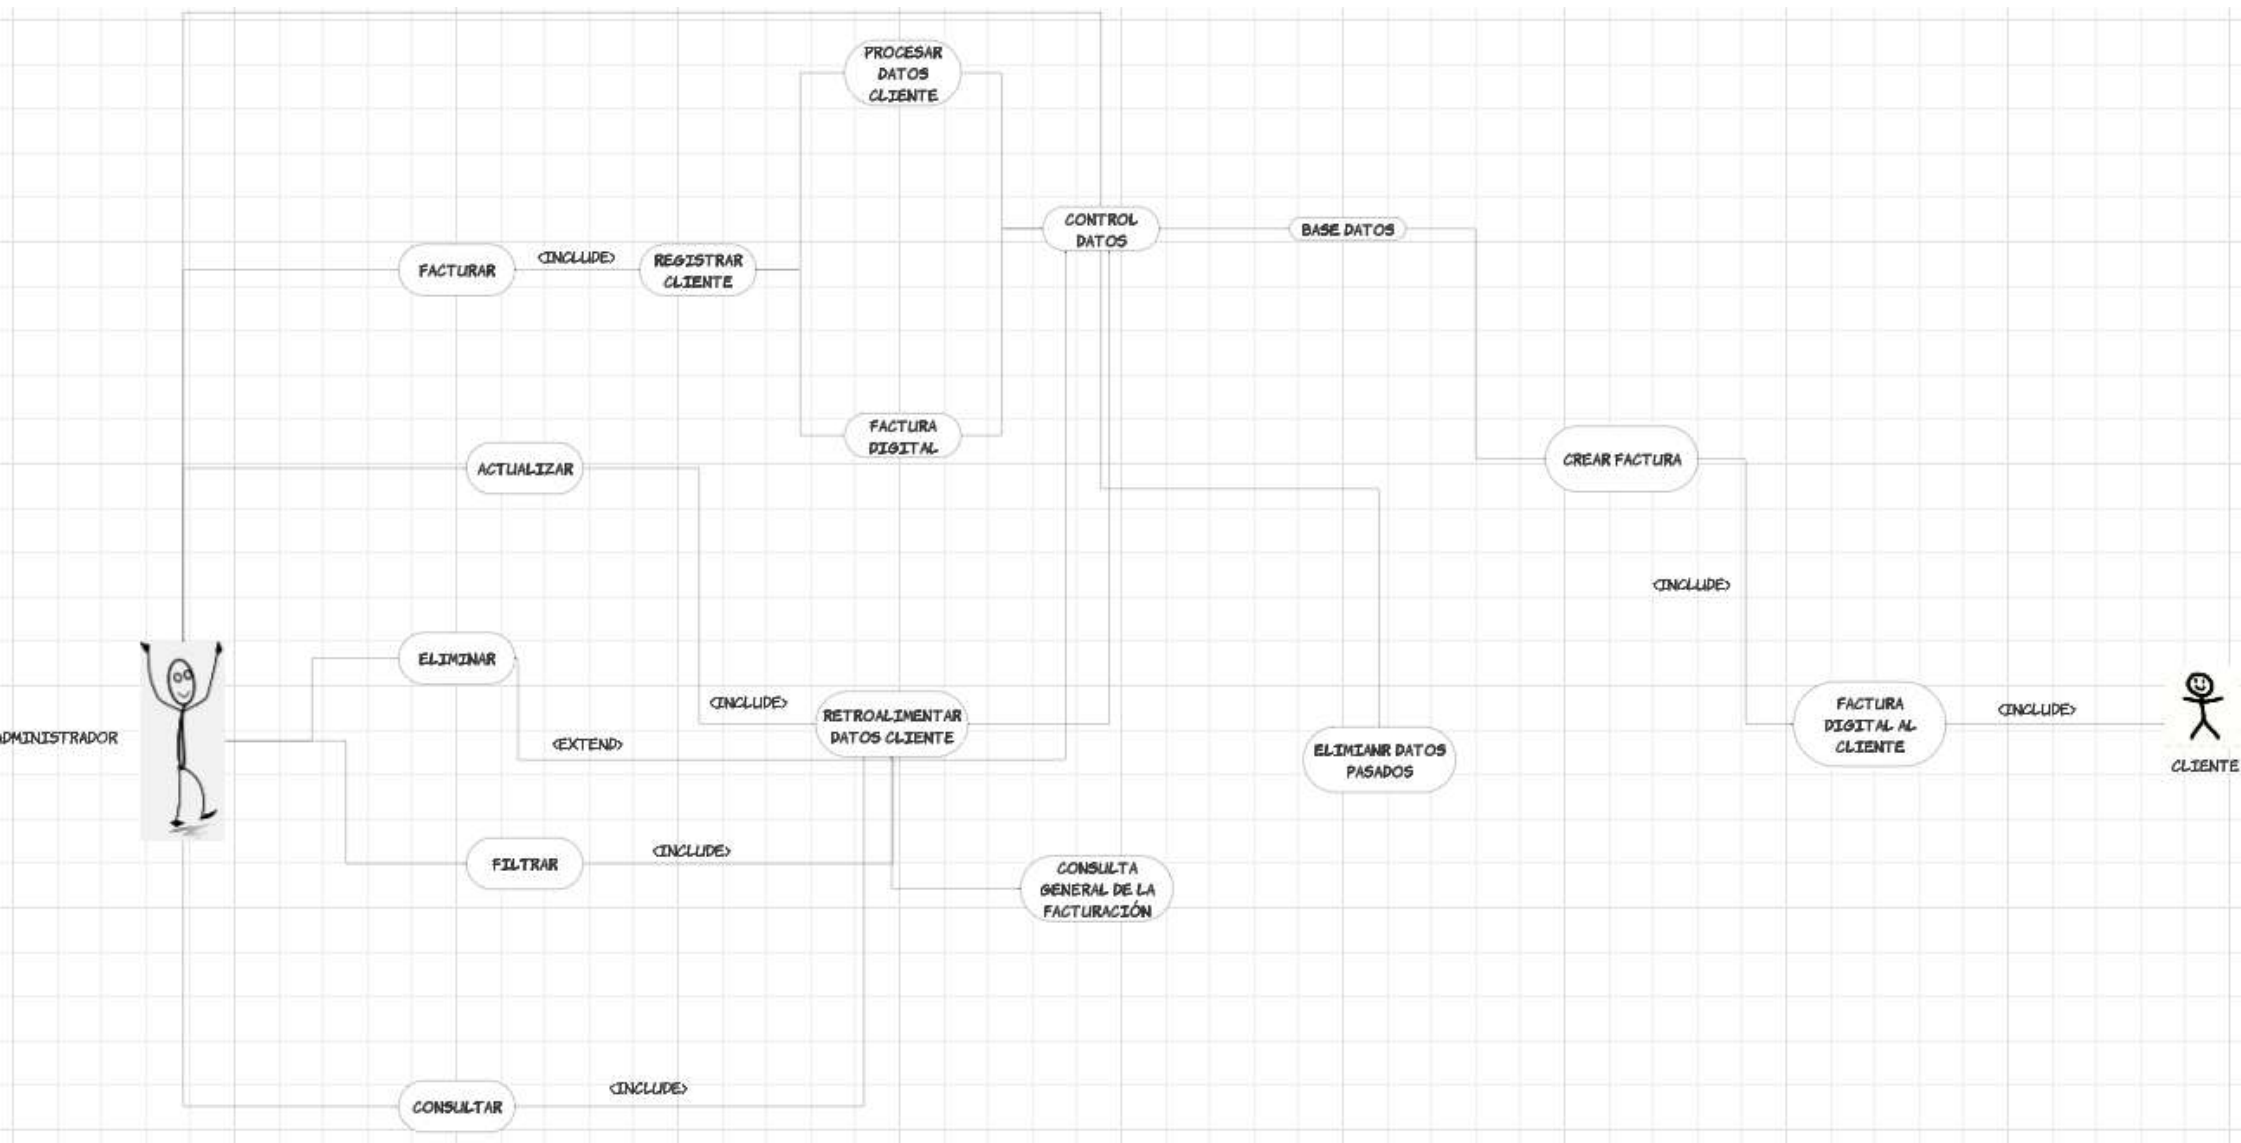 PROCESAR
DATOS
CLIENTE
CONTROL
DATOS
BASE DATOS
FACTURAR
<INCLUDE>
REGISTRAR
CLIENTE
FACTURA
DIGITAL
ACTUALIZAR
CREAR FACTURA
<INCLUDE>
ELIMINAR
<INCLUDE>
RETROALIMENTAR
DATOS CLIENTE
<EXTEND>
ELIMIANR DATOS
PASADOS
FACTURA
DIGITAL AL
CLIENTE
<INCLUDE>
CLIENTE
ADMINISTRADOR
FILTRAR
<INCLUDE>
CONSULTA
GENERAL DE LA
FACTURACIÓN
CONSULTAR
<INCLUDE>